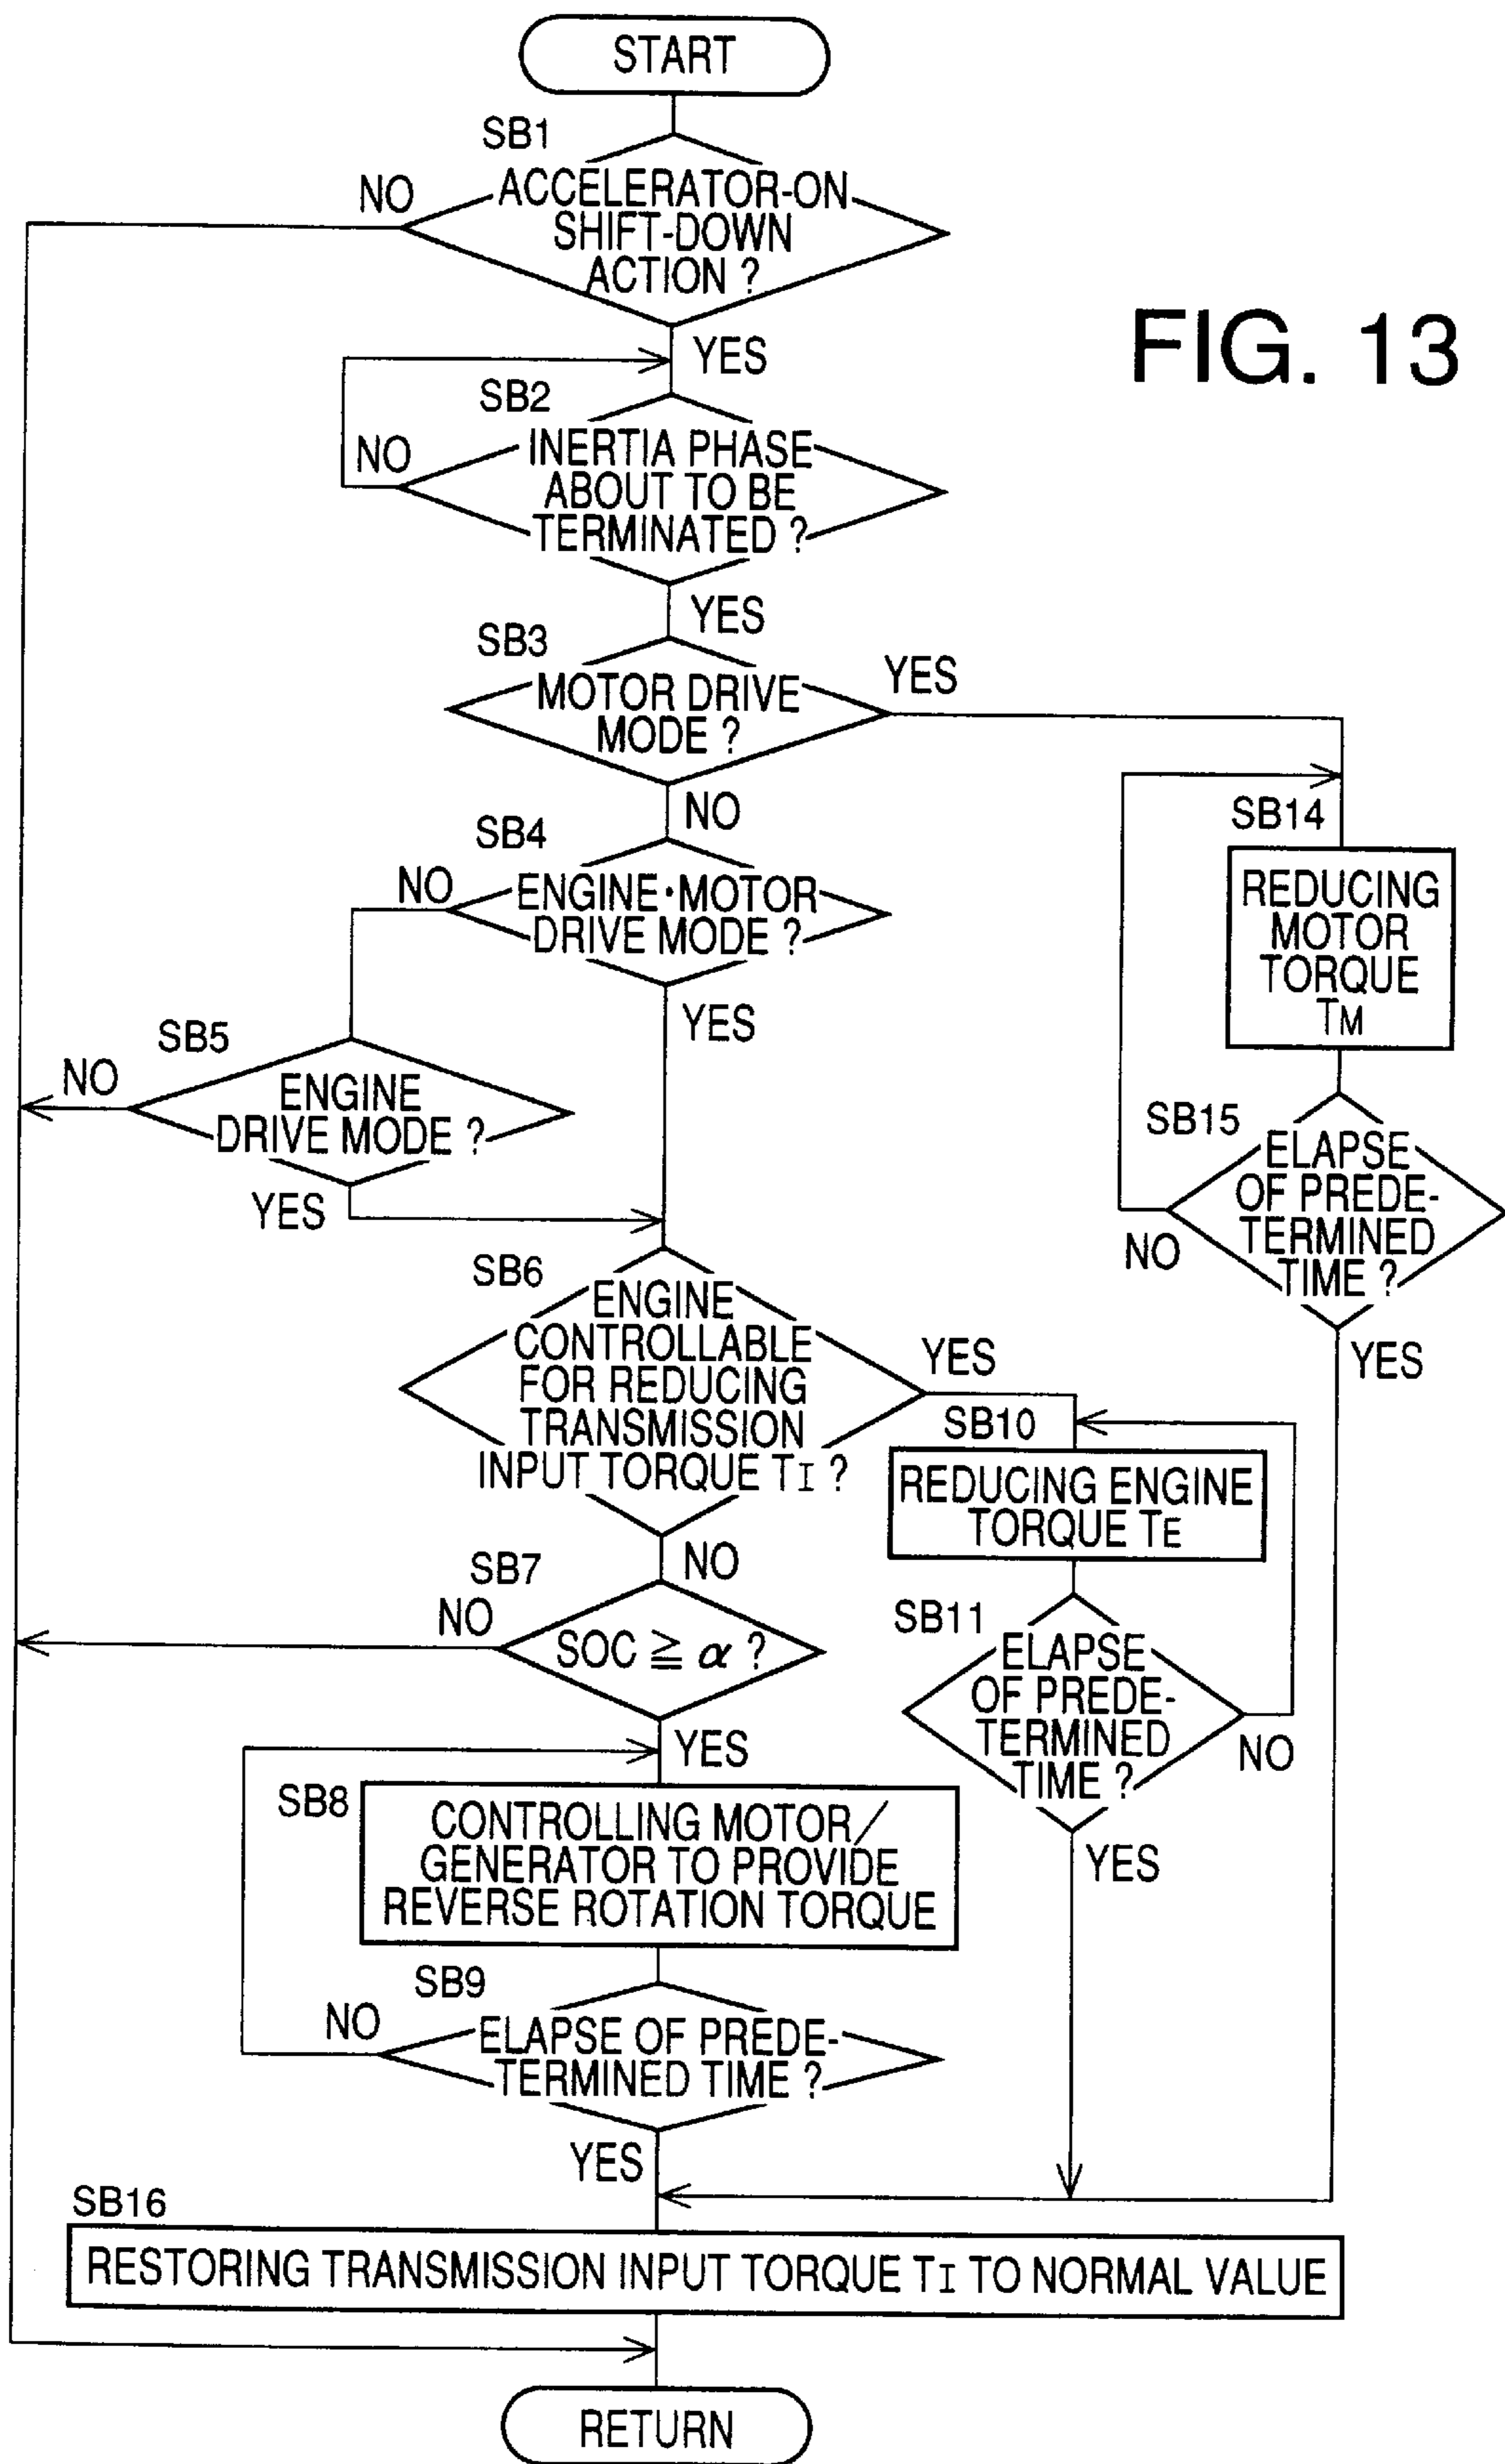 START
SB1
NO
ACCELERATOR-ON
SHIFT-DOWN
ACTION ?
FIG. 13
YES
SB2
NO
INERTIA PHASE
ABOUT TO BE
TERMINATED ?
YES
SB3
MOTOR DRIVE
MODE ?
YES
NO
SB4
NO
ENGINE·MOTOR
DRIVE MODE ?
YES
SB14
REDUCING
MOTOR
TORQUE
TM
SB5
NO
ENGINE
DRIVE MODE ?
YES
SB15
ELAPSE
OF PREDE-
TERMINED
TIME ?
NO
YES
SB6
ENGINE
CONTROLLABLE
FOR REDUCING
TRANSMISSION
INPUT TORQUE TI ?
YES
SB10
REDUCING ENGINE
TORQUE TE
NO
SB7
NO
SOC ≧ α ?
YES
SB11
ELAPSE
OF PREDE-
TERMINED
TIME ?
NO
YES
SB8
CONTROLLING MOTOR/
GENERATOR TO PROVIDE
REVERSE ROTATION TORQUE
SB9
NO
ELAPSE OF PREDE-
TERMINED TIME ?
YES
SB16
RESTORING TRANSMISSION INPUT TORQUE TI TO NORMAL VALUE
RETURN